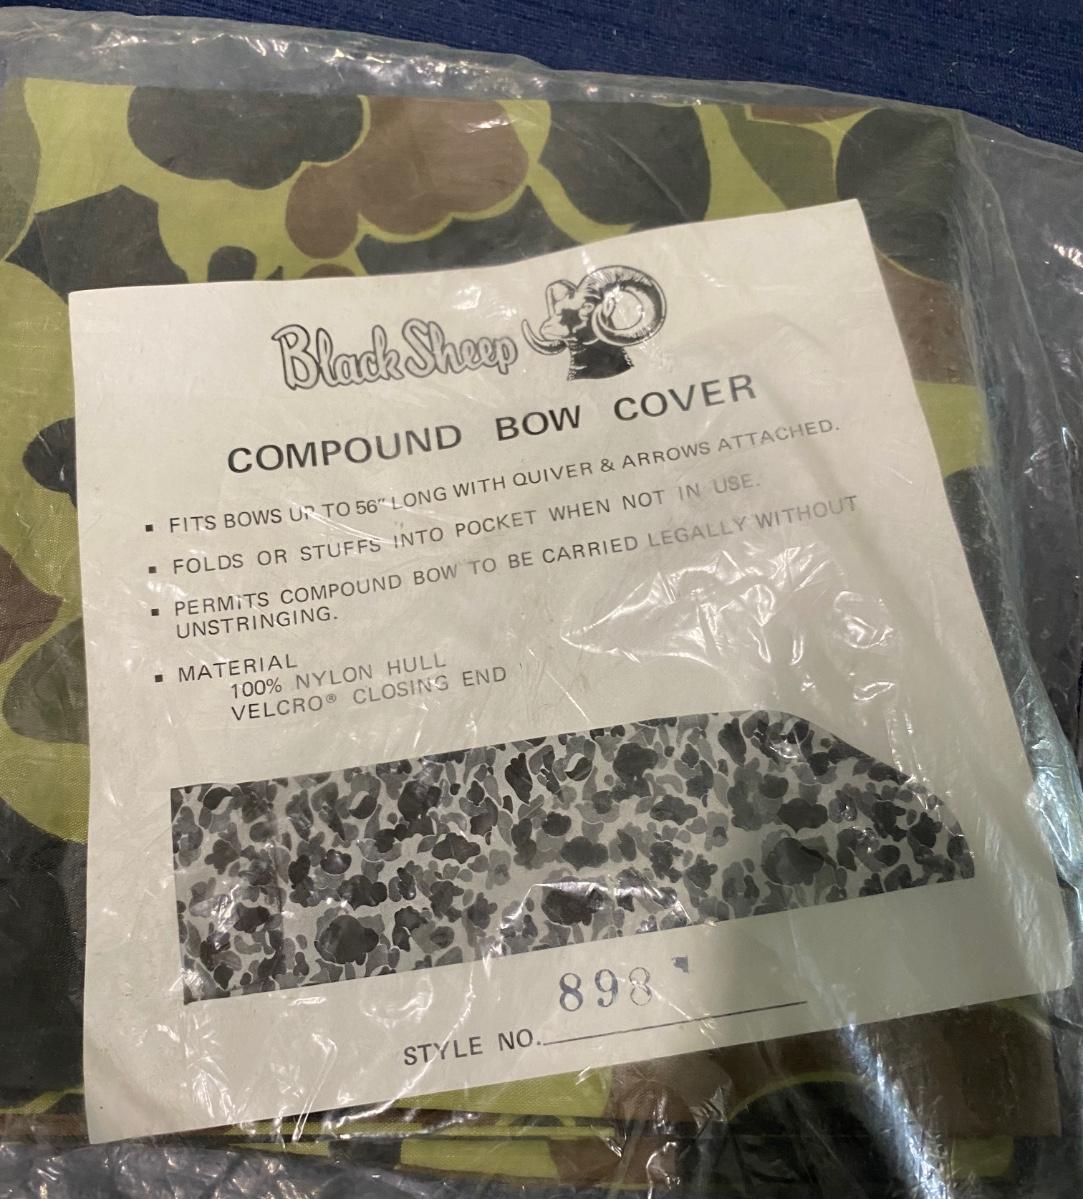 Black Sheep
COMPOUND BOW COVER
▪ FITS BOWS UP TO 56" LONG WITH QUIVER & ARROWS ATTACHED.
▪ FOLDS OR STUFFS INTO POCKET WHEN NOT IN USE.
▪ PERMITS COMPOUND BOW TO BE CARRIED LEGALLY WITHOUT
UNSTRINGING.
▪ MATERIAL
100% NYLON HULL
VELCRO® CLOSING END
898
STYLE NO.